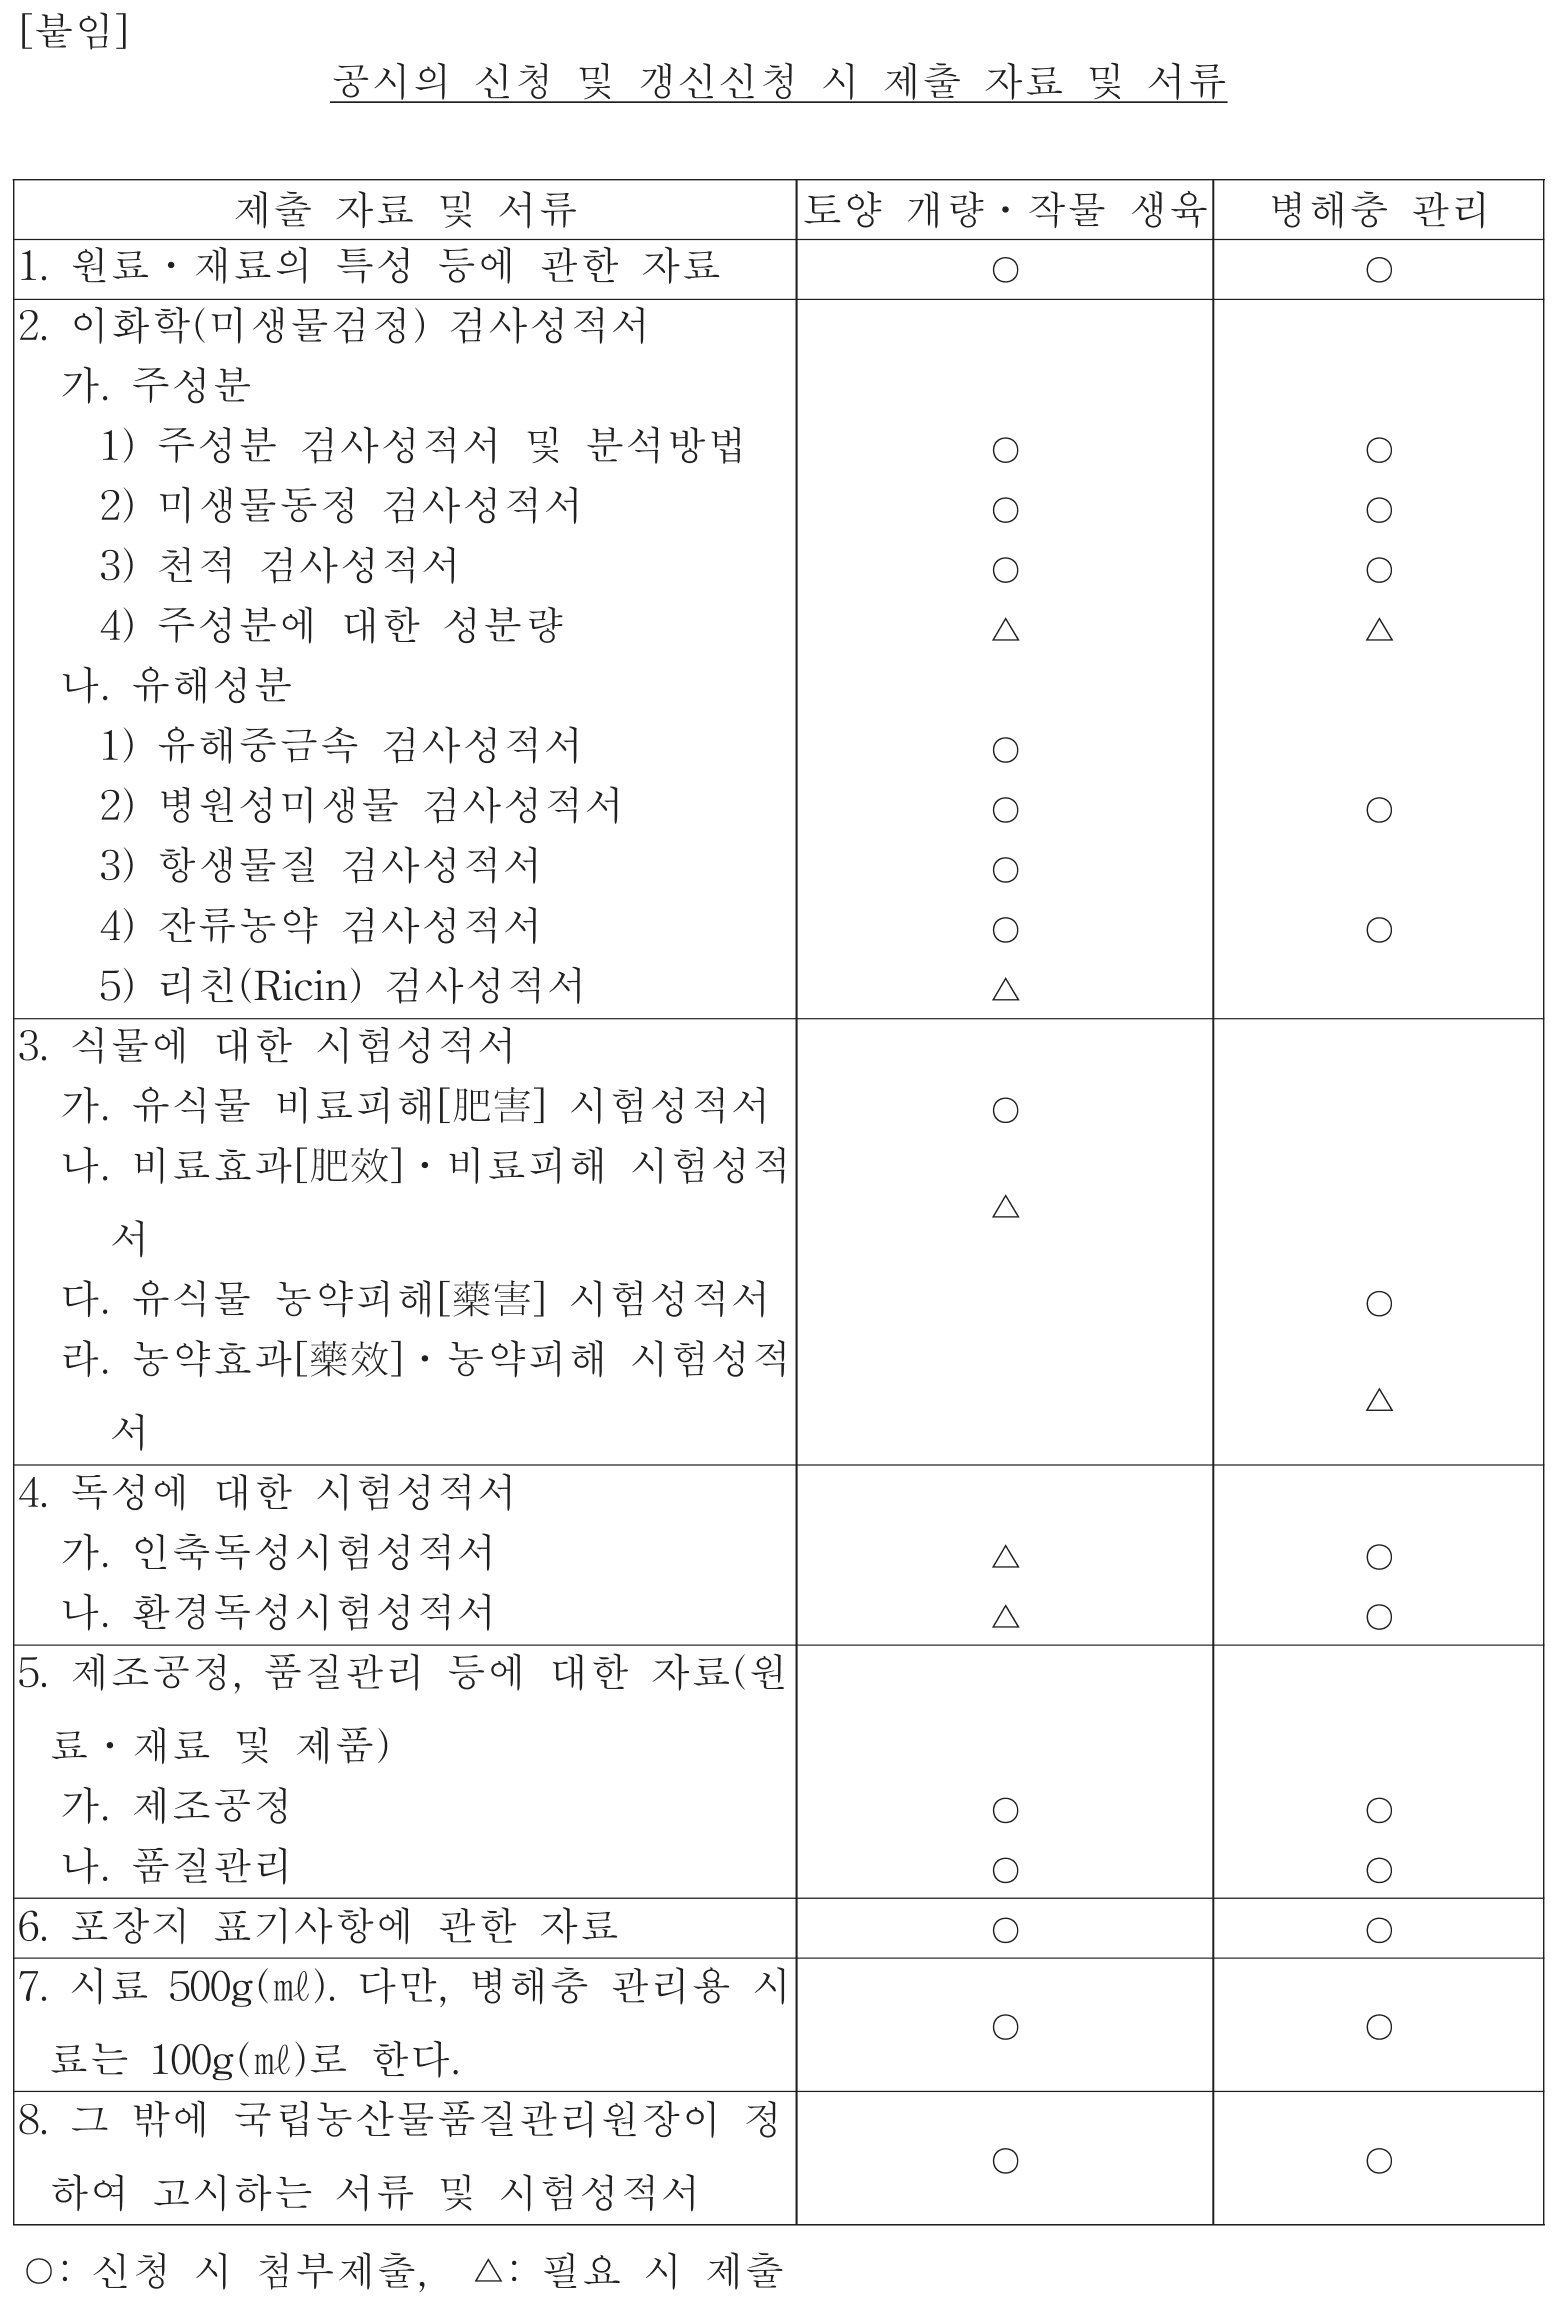 [붙임]
공시의 신청 및 갱신신청 시 제출 자료 및 서류
제출 자료 및 서류 토양 개량·작물 생육 병해충 관리
1. 원료·재료의 특성 등에 관한 자료 ○ ○
2. 이화학(미생물검정) 검사성적서
가. 주성분
1) 주성분 검사성적서 및 분석방법 ○ ○
2) 미생물동정 검사성적서 ○ ○
3) 천적 검사성적서 ○ ○
4) 주성분에 대한 성분량 △ △
나. 유해성분
1) 유해중금속 검사성적서 ○
2) 병원성미생물 검사성적서 ○ ○
3) 항생물질 검사성적서 ○
4) 잔류농약 검사성적서 ○ ○
5) 리친(Ricin) 검사성적서 △
3. 식물에 대한 시험성적서
가. 유식물 비료피해[肥害] 시험성적서 ○
나. 비료효과[肥效]·비료피해 시험성적
서 △
다. 유식물 농약피해[藥害] 시험성적서 ○
라. 농약효과[藥效]·농약피해 시험성적
서 △
4. 독성에 대한 시험성적서
가. 인축독성시험성적서 △ ○
나. 환경독성시험성적서 △ ○
5. 제조공정, 품질관리 등에 대한 자료(원
료·재료 및 제품)
가. 제조공정 ○ ○
나. 품질관리 ○ ○
6. 포장지 표기사항에 관한 자료 ○ ○
7. 시료 500g(㎖). 다만, 병해충 관리용 시
료는 100g(㎖)로 한다. ○ ○
8. 그 밖에 국립농산물품질관리원장이 정
하여 고시하는 서류 및 시험성적서 ○ ○
○: 신청 시 첨부제출, △: 필요 시 제출